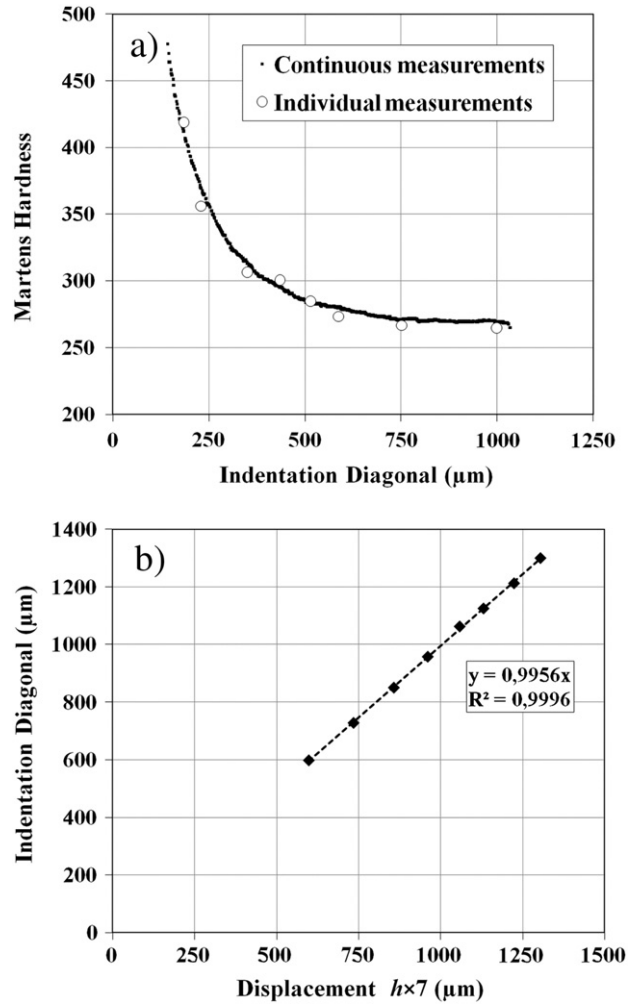 500
a)
Continuous measurements
Individual measurements
450
400
350
300
250
200
Martens Hardness
0
250
500
750
1000
1250
Indentation Diagonal (µm)
1400
b)
1200
1000
800
600
400
200
0
Indentation Diagonal (µm)
y = 0,9956x
R² = 0,9996
0
250
500
750
1000
1250
1500
Displacement h×7 (µm)